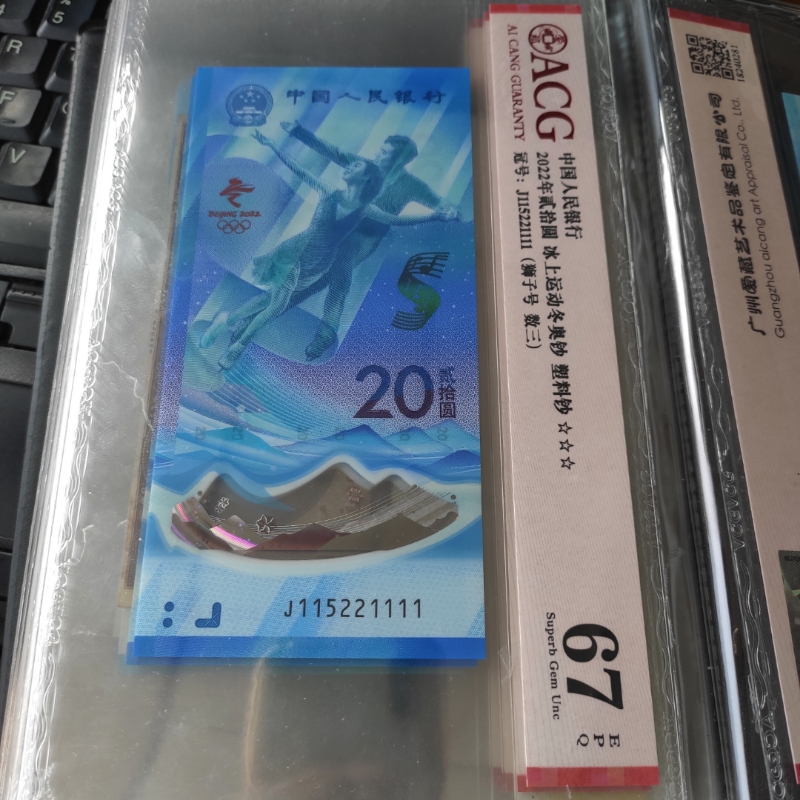 中国人民银行
BEIJING 2022
20
贰拾圆
J115221111
ACG
AI CANG GUARANTY
中国人民银行
2022年贰拾圆 冰上运动冬奥钞 塑料钞 ☆☆☆
冠号：J115221111（狮子号 数三）
67
EPQ
Superb Gem Unc
18240281
广州爱藏艺术品鉴定有限公司
Guangzhou aicang art Appraisal Co., Ltd.
5
R
F
V